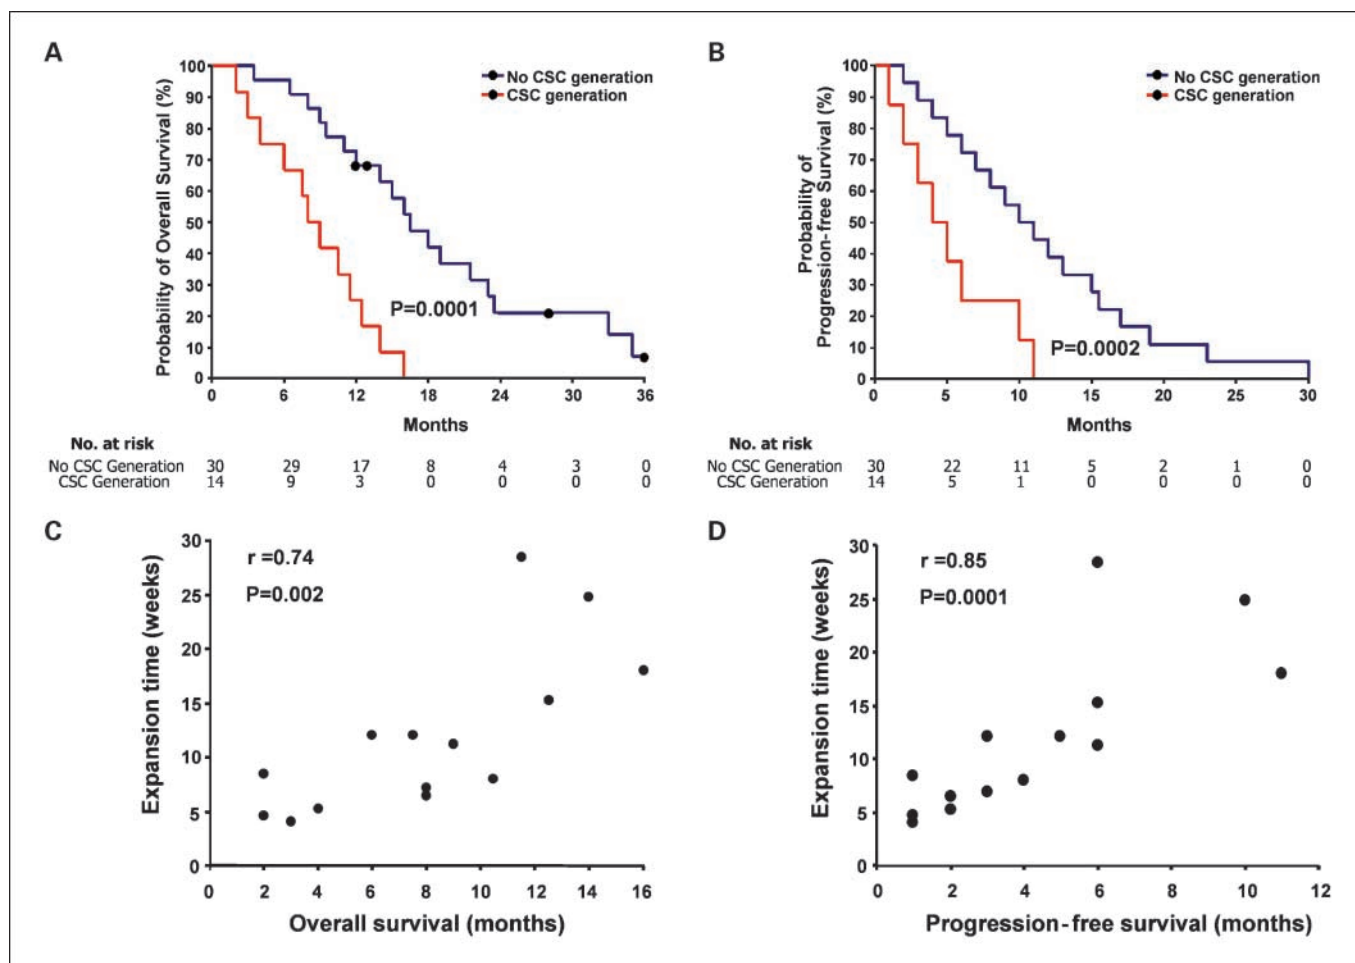 A
No CSC generation
CSC generation
Probability of Overall Survival (%)
100
90
80
70
60
50
40
30
20
10
0
P=0.0001
0 6 12 18 24 30 36
Months
No. at risk
No CSC Generation 30 29 17 8 4 3 0
CSC Generation 14 9 3 0 0 0 0
B
No CSC generation
CSC generation
Probability of
Progression-free Survival (%)
100
90
80
70
60
50
40
30
20
10
0
P=0.0002
0 5 10 15 20 25 30
Months
No. at risk
No CSC Generation 30 22 11 5 2 1 0
CSC Generation 14 5 1 0 0 0 0
C
r =0.74
P=0.002
Expansion time (weeks)
30
25
20
15
10
5
0
0 2 4 6 8 10 12 14 16
Overall survival (months)
D
r =0.85
P=0.0001
Expansion time (weeks)
30
25
20
15
10
5
0
0 2 4 6 8 10 12
Progression-free survival (months)